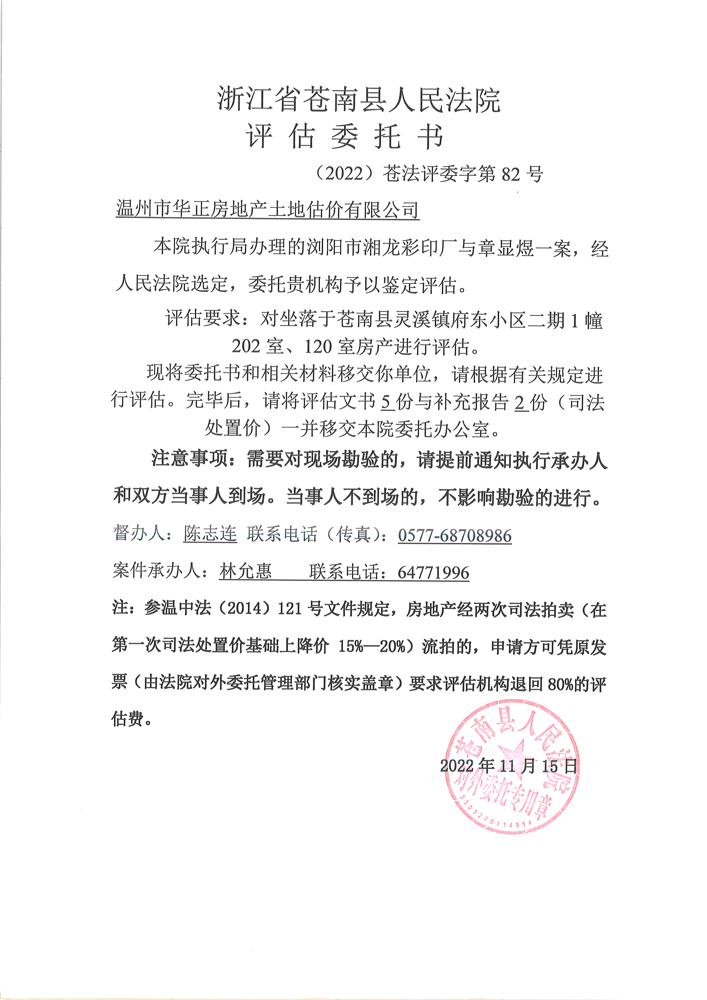 浙江省苍南县人民法院
评 估 委 托 书
（2022）苍法评委字第 82 号
温州市华正房地产土地估价有限公司
本院执行局办理的浏阳市湘龙彩印厂与章显煜一案，经
人民法院选定，委托贵机构予以鉴定评估。
评估要求：对坐落于苍南县灵溪镇府东小区二期 1 幢
202 室、120 室房产进行评估。
现将委托书和相关材料移交你单位，请根据有关规定进
行评估。完毕后，请将评估文书 5 份与补充报告 2 份（司法
处置价）一并移交本院委托办公室。
注意事项：需要对现场勘验的，请提前通知执行承办人
和双方当事人到场。当事人不到场的，不影响勘验的进行。
督办人：陈志连 联系电话（传真）：0577-68708986
案件承办人：林允惠 联系电话：64771996
注：参温中法（2014）121 号文件规定，房地产经两次司法拍卖（在
第一次司法处置价基础上降价 15%—20%）流拍的，申请方可凭原发
票（由法院对外委托管理部门核实盖章）要求评估机构退回 80%的评
估费。
苍南县人民法院
2022 年 11 月 15 日
对外委托专用章
3303270114904